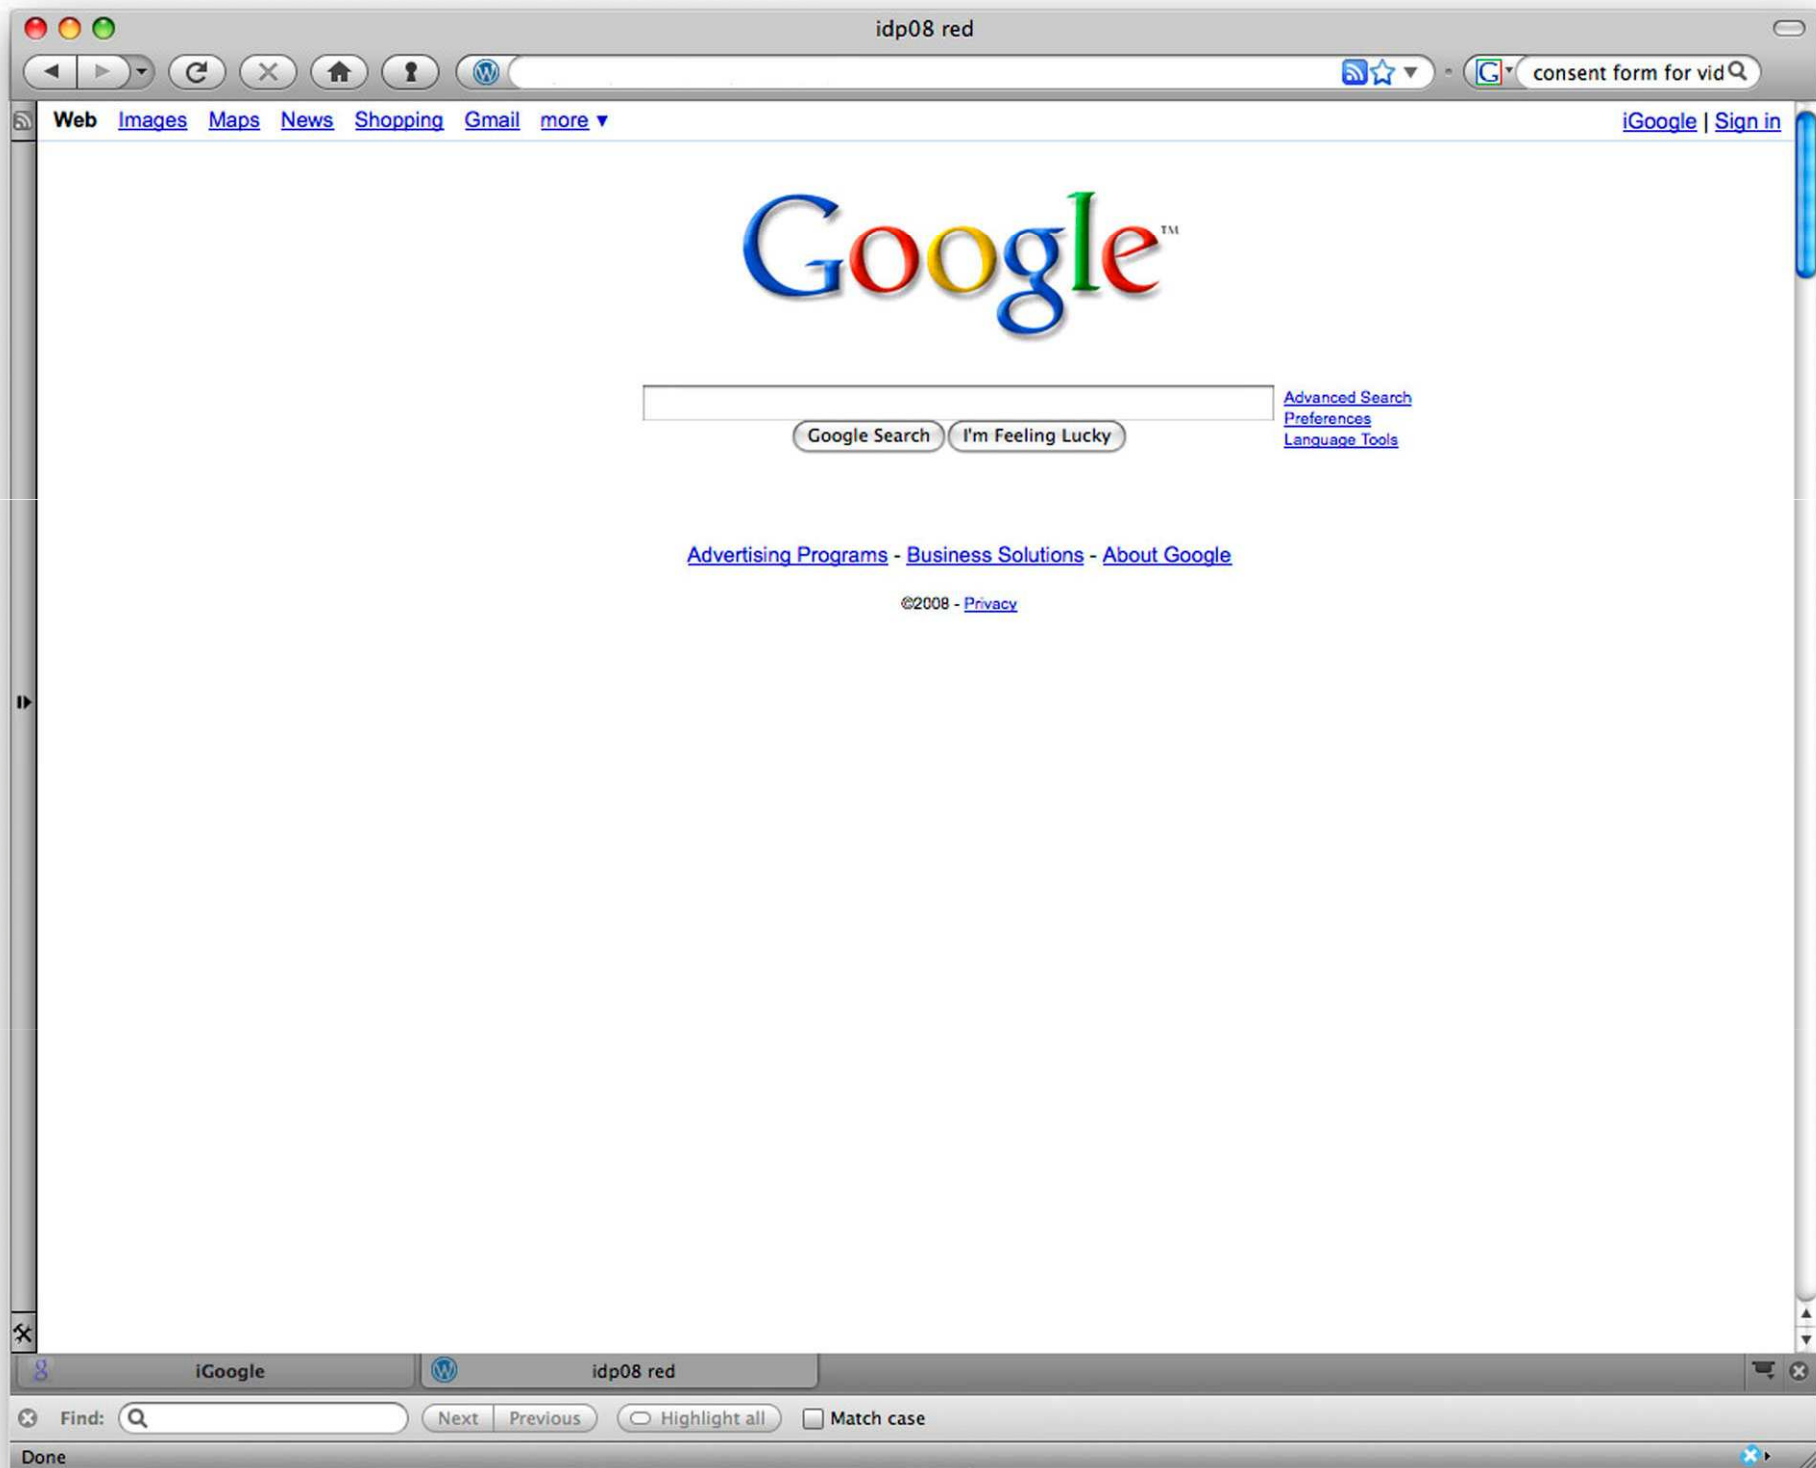 idp08 red
consent form for vid
Web Images Maps News Shopping Gmail more ▼
iGoogle | Sign in
Google™
Advanced Search
Preferences
Language Tools
Google Search I'm Feeling Lucky
Advertising Programs - Business Solutions - About Google
©2008 - Privacy
iGoogle idp08 red
Find: Next Previous Highlight all Match case
Done